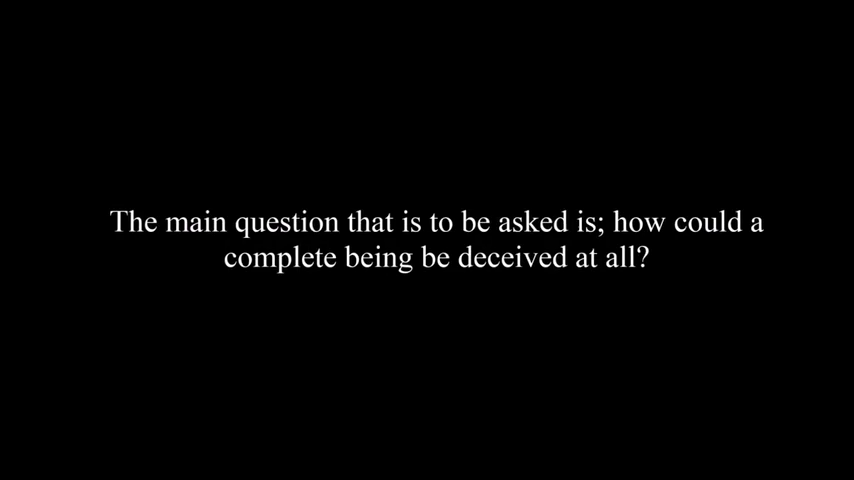 The main question that is to be asked is; how could a
complete being be deceived at all?